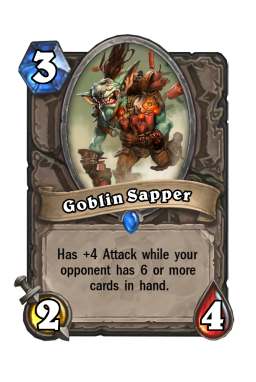 3
Goblin Sapper
Has +4 Attack while your
opponent has 6 or more
cards in hand.
2
4